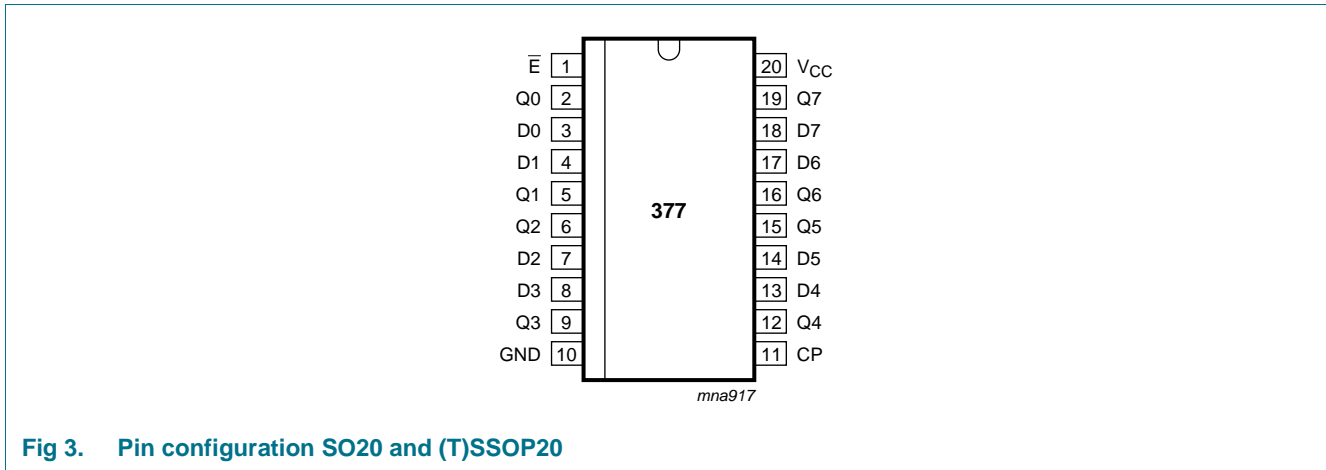 E̅ 1 20 VCC
Q0 2 19 Q7
D0 3 18 D7
D1 4 17 D6
Q1 5 16 Q6
377
Q2 6 15 Q5
D2 7 14 D5
D3 8 13 D4
Q3 9 12 Q4
GND 10 11 CP
mna917
Fig 3. Pin configuration SO20 and (T)SSOP20